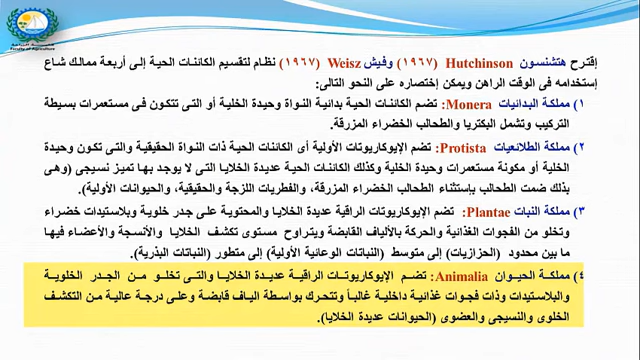 كلية الزراعة
Faculty of Agriculture
إقترح هتشنسون Hutchinson (١٩٦٧) وفيش Weisz (١٩٦٧) نظام لتقسيم الكائنات الحية إلى أربعة ممالك شاع
إستخدامه فى الوقت الراهن ويمكن إختصاره على النحو التالى:
١) مملكة البدائيات Monera: تضم الكائنات الحية بدائية النواة وحيدة الخلية أو التى تتكون فى مستعمرات بسيطة
التركيب وتشمل البكتريا والطحالب الخضراء المزرقة.
٢) مملكة الطلائعيات Protista: تضم الإيوكاريوتات الأولية أى الكائنات الحية ذات النواة الحقيقية والتى تكون وحيدة
الخلية أو مكونة مستعمرات وحيدة الخلية وكذلك الكائنات الحية عديدة الخلايا التى لا يوجد بها تميز نسيجى (وهى
بذلك ضمت الطحالب بإستثناء الطحالب الخضراء المزرقة، والفطريات اللزجة والحقيقية، والحيوانات الأولية).
٣) مملكة النبات Plantae: تضم الإيوكاريوتات الراقية عديدة الخلايا والمحتوية على جدر خلوية وبلاستيدات خضراء
وتخلو من الفجوات الغذائية والحركة بالألياف القابضة ويتراوح مستوى تكشف الخلايا والأنسجة والأعضاء فيها
ما بين محدود (الحزازيات) إلى متوسط (النباتات الوعائية الأولية) إلى متطور (النباتات البذرية).
٤) مملكة الحيوان Animalia: تضم الإيوكاريوتات الراقية عديدة الخلايا والتى تخلو من الجدر الخلوية
والبلاستيدات وذات فجوات غذائية داخلية غالباً وتتحرك بواسطة الياف قابضة وعلى درجة عالية من التكشف
الخلوى والنسيجى والعضوى (الحيوانات عديدة الخلايا).